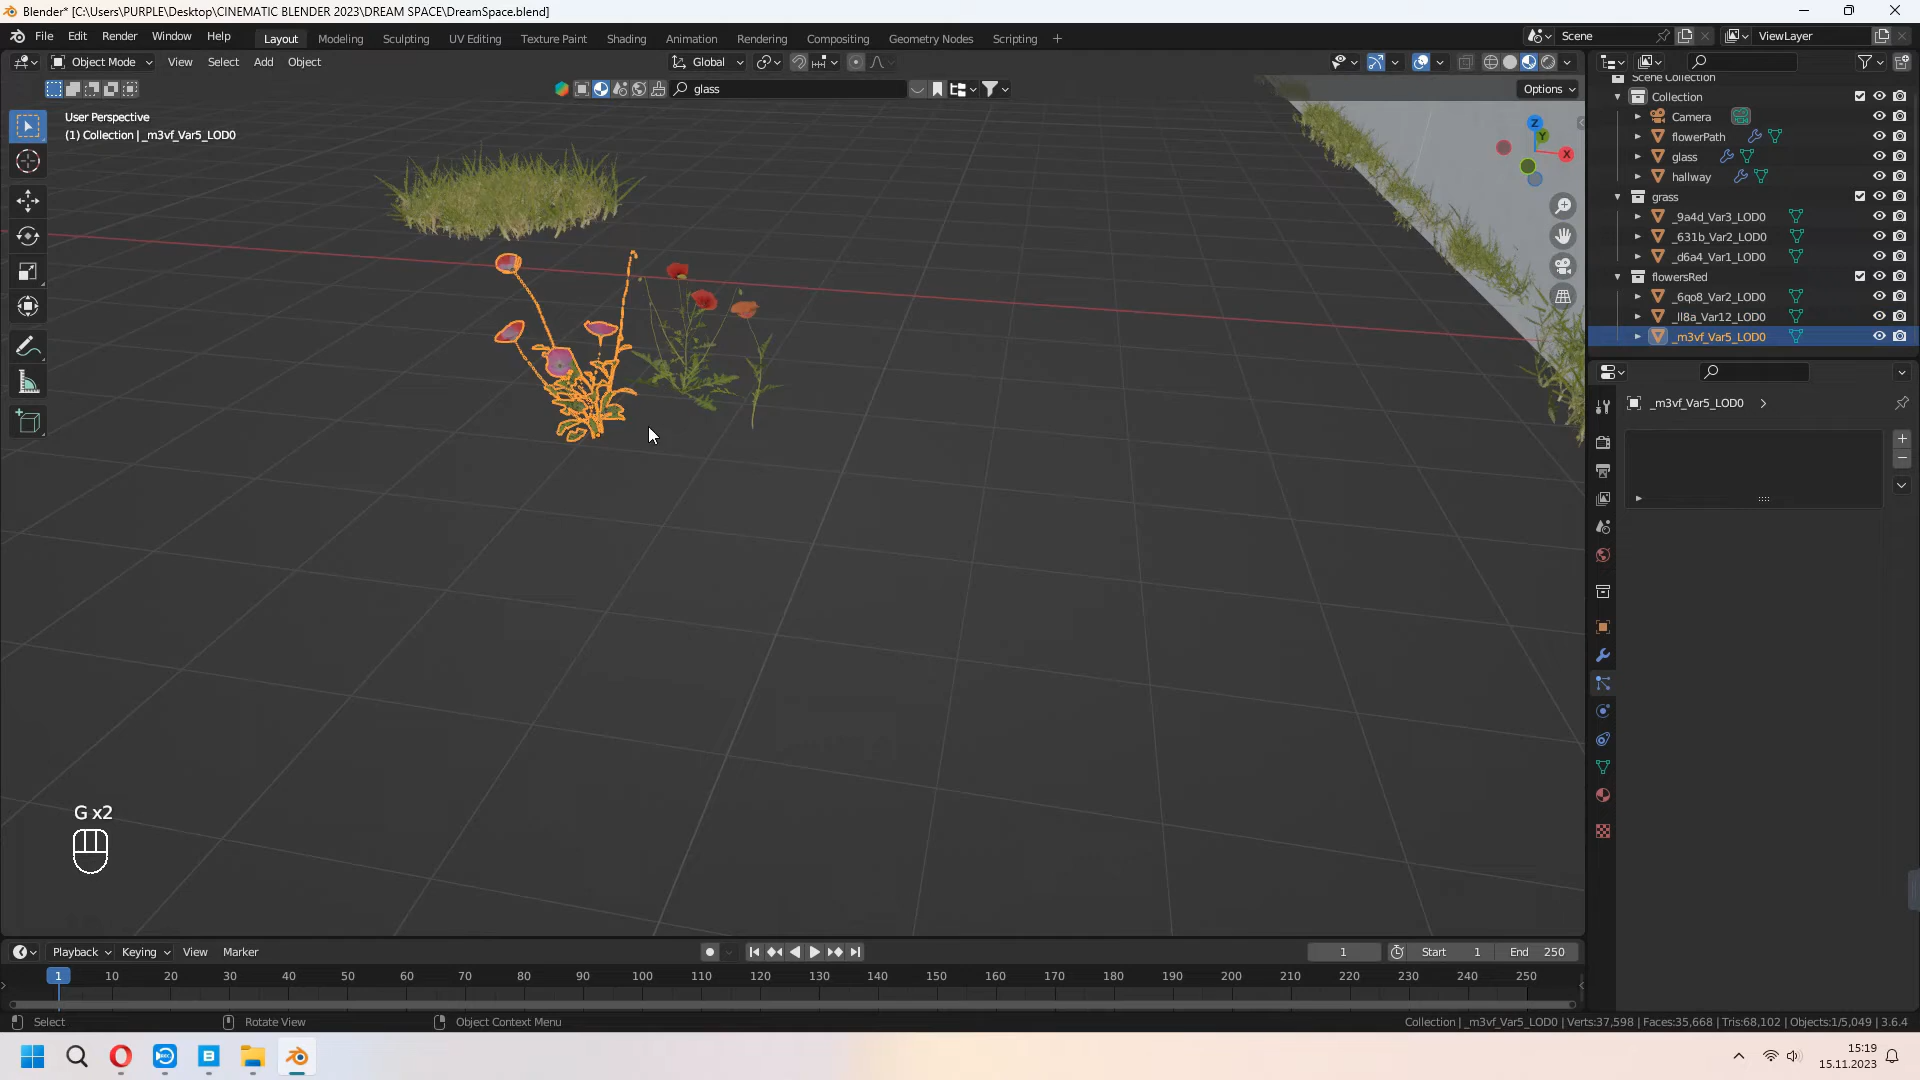 Blender* [C:\Users\PURPLE\Desktop\CINEMATIC BLENDER 2023\DREAM SPACE\DreamSpace.blend]
File Edit Render Window Help Layout Modeling Sculpting UV Editing Texture Paint Shading Animation Rendering Compositing Geometry Nodes Scripting + Scene ViewLayer
Object Mode View Select Add Object Global
glass Options
User Perspective
(1) Collection | _m3vf_Var5_LOD0
Z
Y
X
Scene Collection
Collection
Camera
flowerPath
glass
hallway
grass
_9a4d_Var3_LOD0
_631b_Var2_LOD0
_d6a4_Var1_LOD0
flowersRed
_6qo8_Var2_LOD0
_ll8a_Var12_LOD0
_m3vf_Var5_LOD0
_m3vf_Var5_LOD0
G x2
Playback Keying View Marker 1 Start 1 End 250
1 10 20 30 40 50 60 70 80 90 100 110 120 130 140 150 160 170 180 190 200 210 220 230 240 250
Select Rotate View Object Context Menu Collection | _m3vf_Var5_LOD0 | Verts:37,598 | Faces:35,668 | Tris:68,102 | Objects:1/5,049 | 3.6.4
15:19
15.11.2023